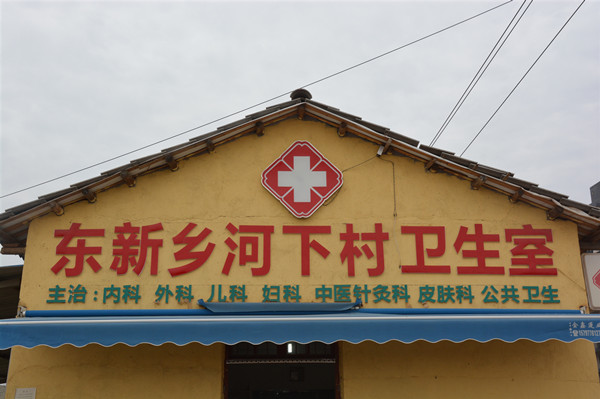 东新乡河下村卫生室
主治:内科 外科 儿科 妇科 中医针灸科 皮肤科 公共卫生